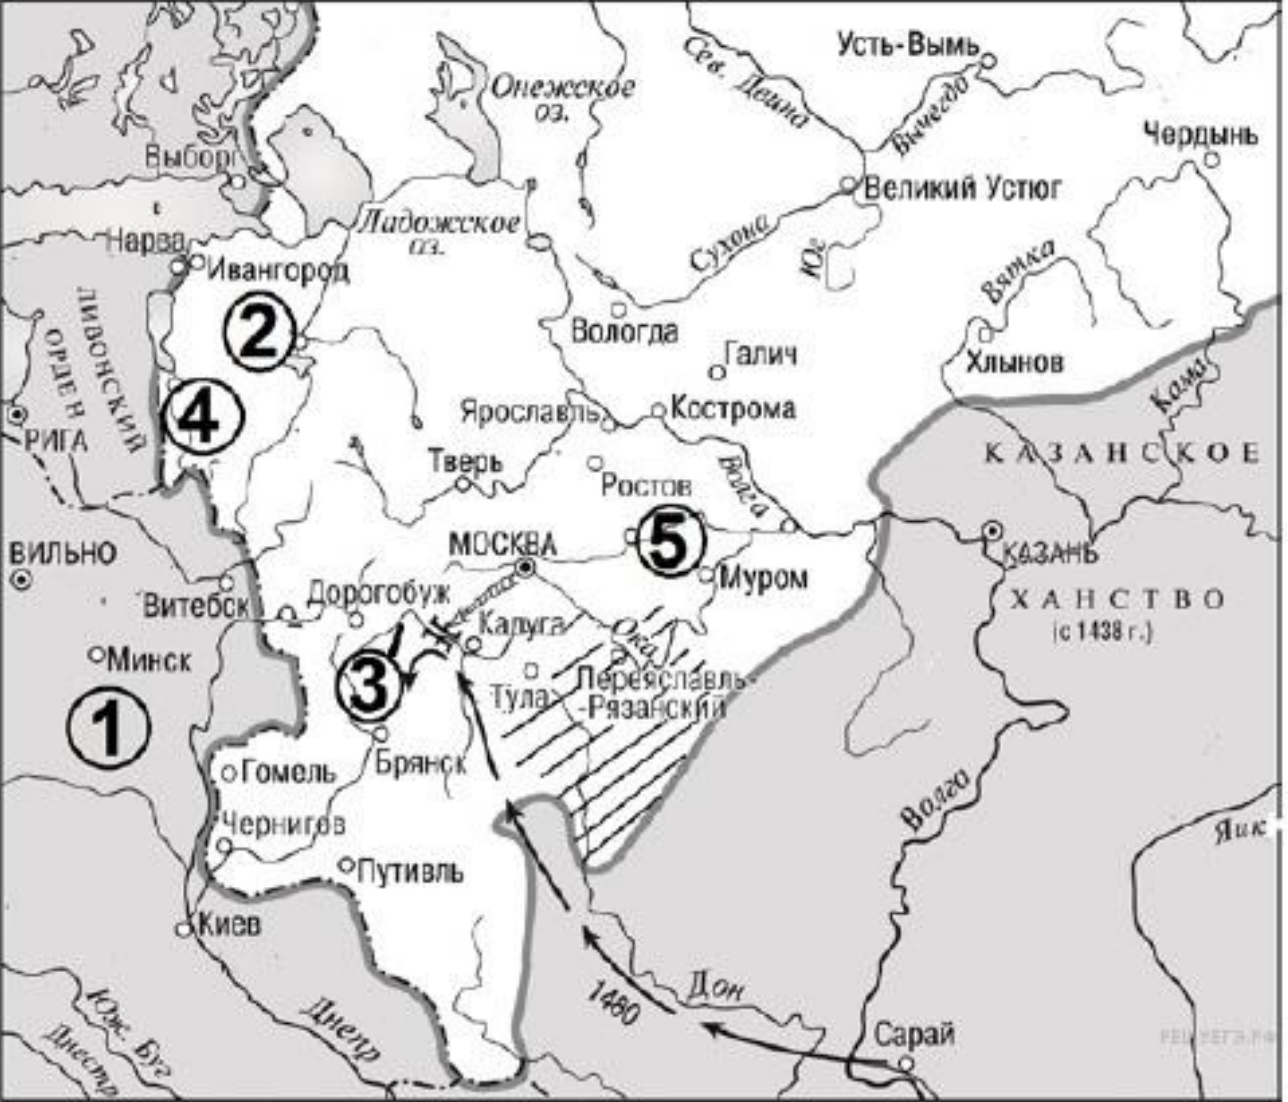 Усть-Вымь
Сев. Двина
Онежское
оз.
Вычегда
Чердынь
Выборг
Великий Устюг
Ладожское
оз.
Сухона
Юг
Вятка
Нарва
Ивангород
2
Вологда
Галич
Хлынов
Кама
ЛИВОНСКИЙ
ОРДЕН
4
РИГА
Ярославль
Кострома
КАЗАНСКОЕ
Тверь
Волга
Ростов
5
ВИЛЬНО
МОСКВА
КАЗАНЬ
Муром
Витебск
Дорогобуж
ХАНСТВО
(с 1438 г.)
Калуга
Ока
Минск
3
Тула
Переяславль-
-Рязанский
1
Гомель
Брянск
Волга
Яик
Чернигов
Путивль
Киев
1480
Дон
Юж. Буг
Днестр
Днепр
Сарай
РЕШУЕГЭ.РФ